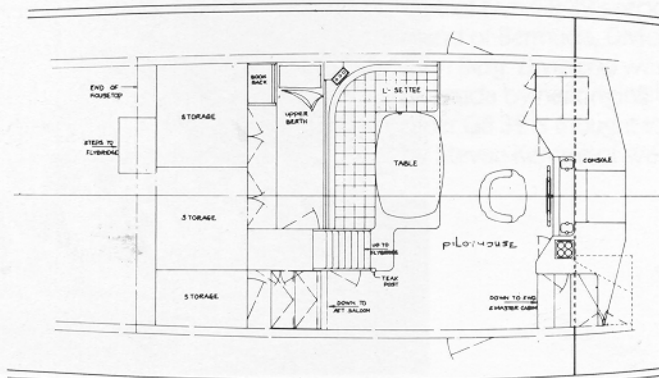 END OF
HOUSETOP
STEPS TO
FLYBRIDGE
STORAGE
STORAGE
STORAGE
BOOK
RACK
UPPER
BERTH
L-SETTEE
TABLE
UP TO
FLYBRIDGE
TEAK
POST
DOWN TO
AFT SALOON
PILOTHOUSE
CONSOLE
DOWN TO FWD
& MASTER CABIN